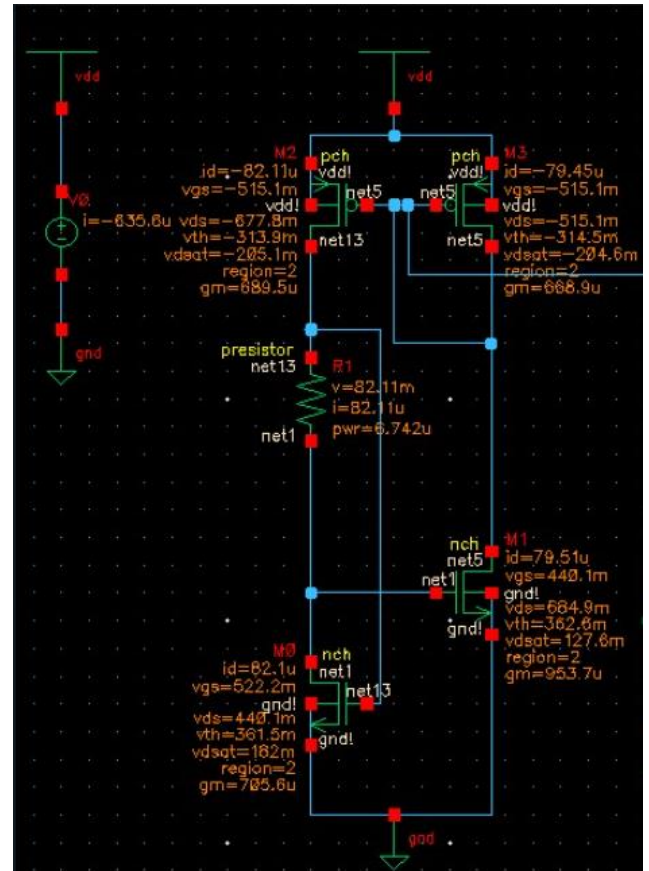 vdd
vdd
V0
i=-635.6u
M2
pch
vdd!
id=-82.11u
vgs=-515.1m
vdd!
net5
vds=-677.8m
vth=-313.9m
net13
vdsat=-205.1m
region=2
gm=689.5u
pch
M3
vdd!
id=-79.45u
net5
vgs=-515.1m
vdd!
vds=-515.1m
vth=-314.5m
net5
vdsat=-204.6m
region=2
gm=668.9u
gnd
presistor
net13
R1
v=82.11m
i=82.11u
pwr=6.742u
net1
nch
M1
net5
id=79.51u
net1
vgs=440.1m
gnd!
vds=684.9m
gnd!
vth=362.6m
vdsat=127.6m
region=2
gm=953.7u
M0
nch
id=82.1u
net1
vgs=522.2m
net13
gnd!
vds=440.1m
vth=361.5m
gnd!
vdsat=182m
region=2
gm=705.6u
gnd